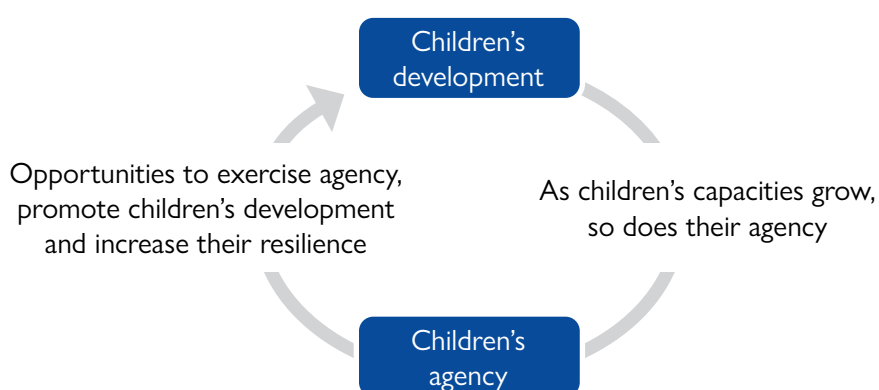 Children’s
development
Opportunities to exercise agency,
promote children’s development
and increase their resilience
As children’s capacities grow,
so does their agency
Children’s
agency